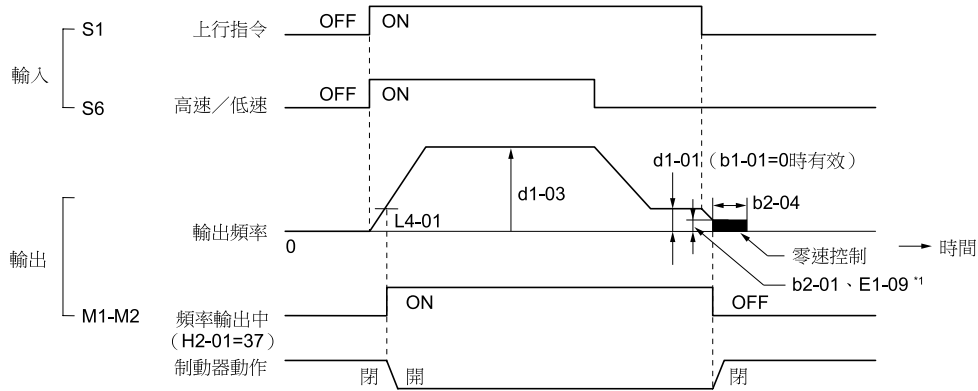 輸入
S1 上行指令 OFF ON
S6 高速／低速 OFF ON
d1-01（b1-01=0時有效）
b2-04
d1-03
L4-01
輸出頻率
0
零速控制
時間
b2-01、E1-09 *1
輸出
M1-M2 頻率輸出中 ON OFF
（H2-01=37）
制動器動作 閉 開 閉